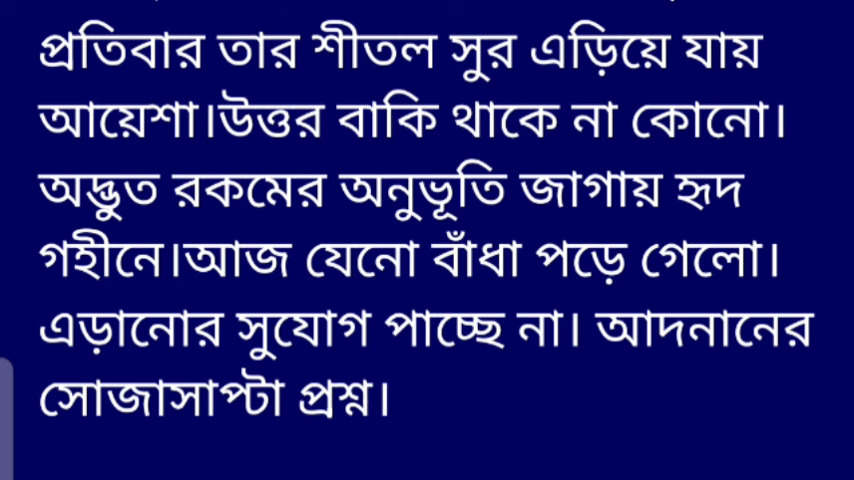 প্রতিবার তার শীতল সুর এড়িয়ে যায়
আয়েশা।উত্তর বাকি থাকে না কোনো।
অদ্ভুত রকমের অনুভূতি জাগায় হৃদ
গহীনে।আজ যেনো বাঁধা পড়ে গেলো।
এড়ানোর সুযোগ পাচ্ছে না। আদনানের
সোজাসাপ্টা প্রশ্ন।